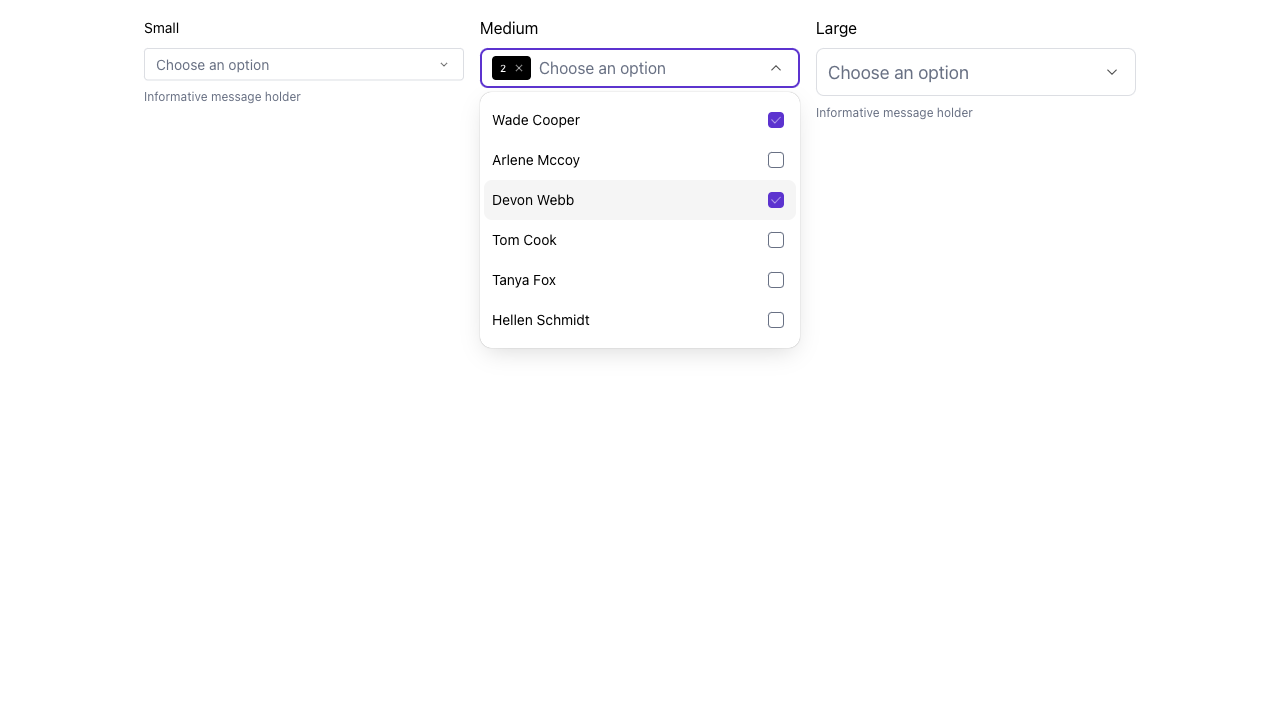 Small
Choose an option
Informative message holder
Medium
2 Choose an option
Wade Cooper
Arlene Mccoy
Devon Webb
Tom Cook
Tanya Fox
Hellen Schmidt
Large
Choose an option
Informative message holder